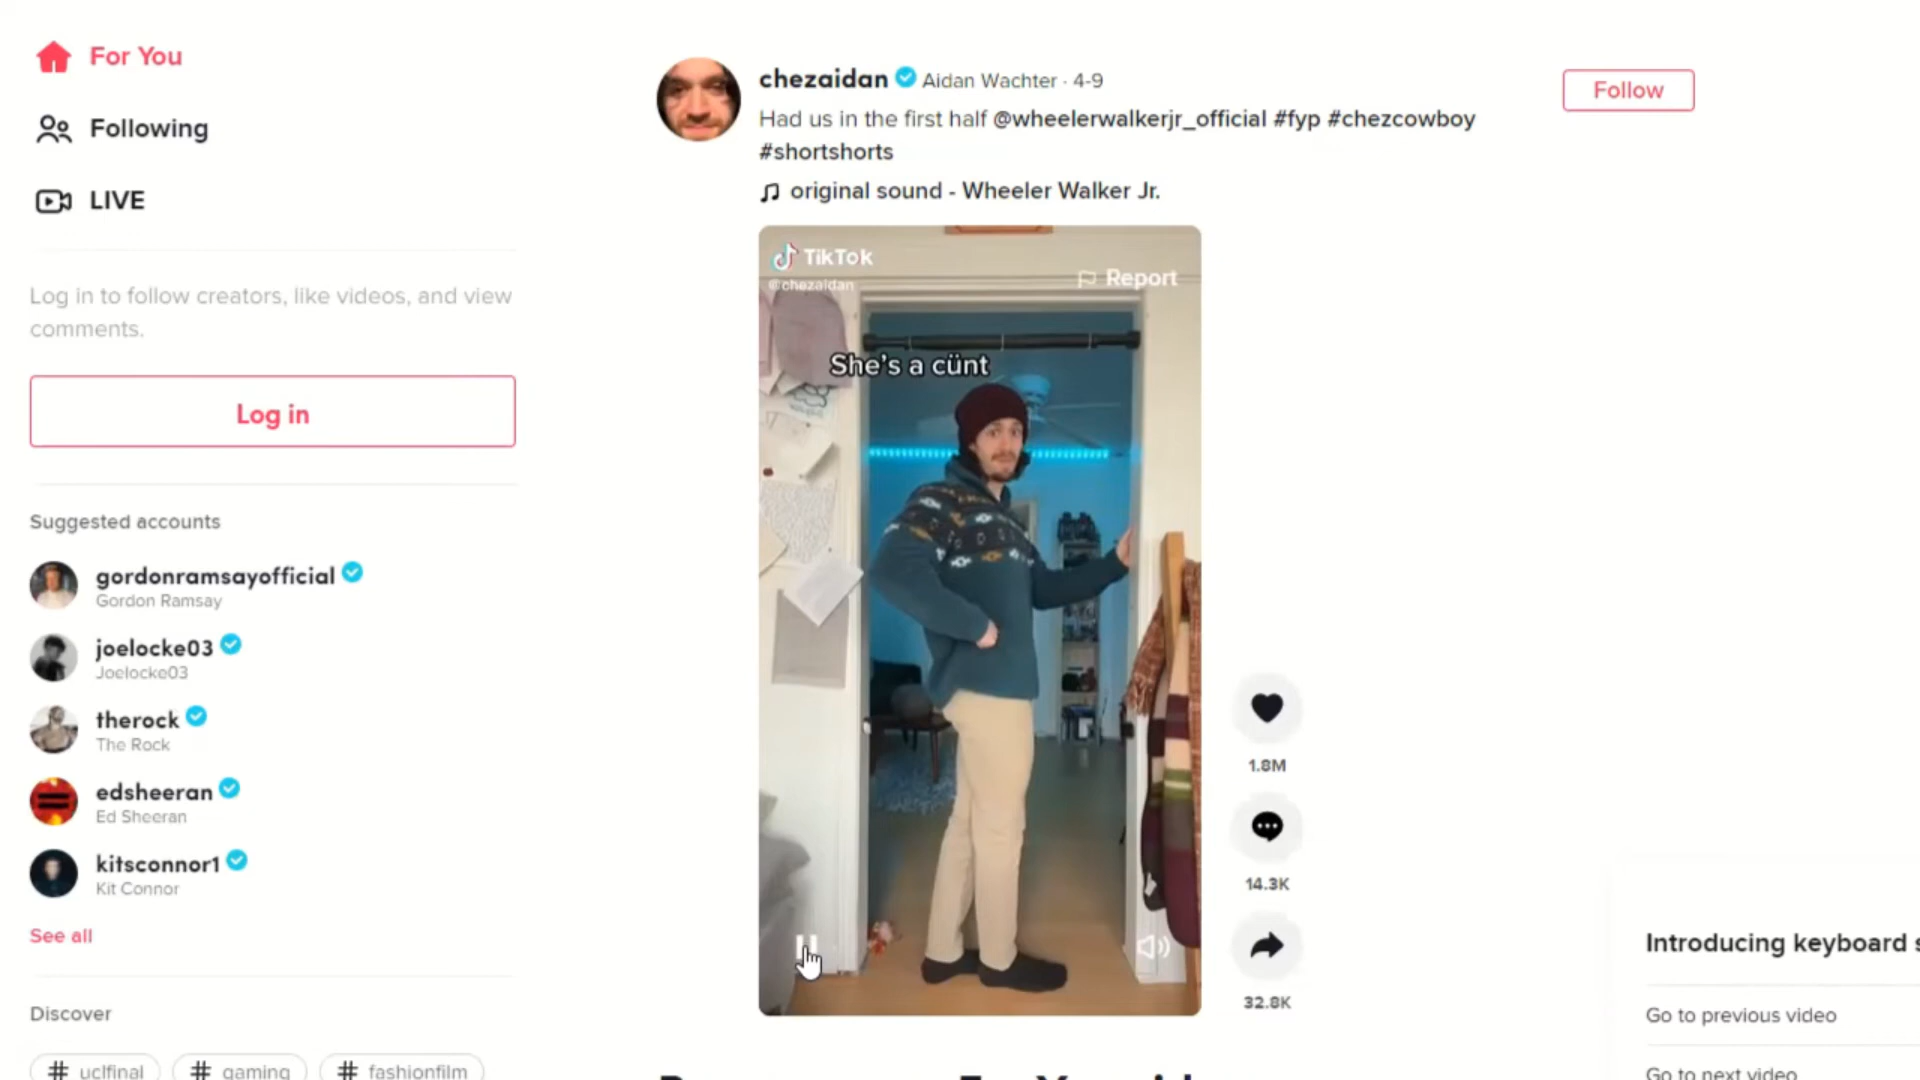 For You
Following
LIVE
Log in to follow creators, like videos, and view
comments.
Log in
Suggested accounts
gordonramsayofficial
Gordon Ramsay
joelocke03
Joelocke03
therock
The Rock
edsheeran
Ed Sheeran
kitsconnor1
Kit Connor
See all
Discover
# uclfinal
# gaming
# fashionfilm
chezaidan Aidan Wachter · 4-9
Had us in the first half @wheelerwalkerjr_official #fyp #chezcowboy
#shortshorts
original sound - Wheeler Walker Jr.
Follow
TikTok
@chezaidan
Report
She's a cünt
1.8M
14.3K
32.8K
Introducing keyboard
Go to previous video
Go to next video